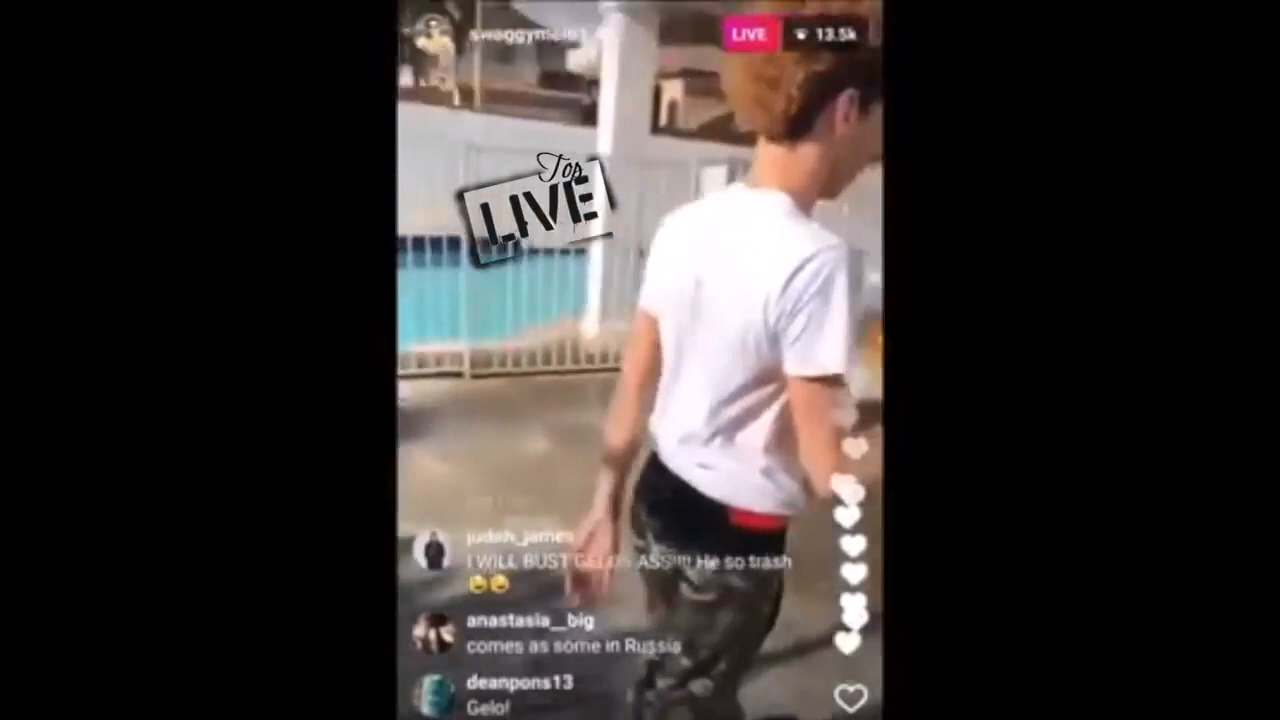 LIVE
13.5k
Top
LIVE
judah_james
I WILL BUST GELOS ASS!!!! He so trash
anastasia__big
comes as some in Russia
deanpons13
Gelo!